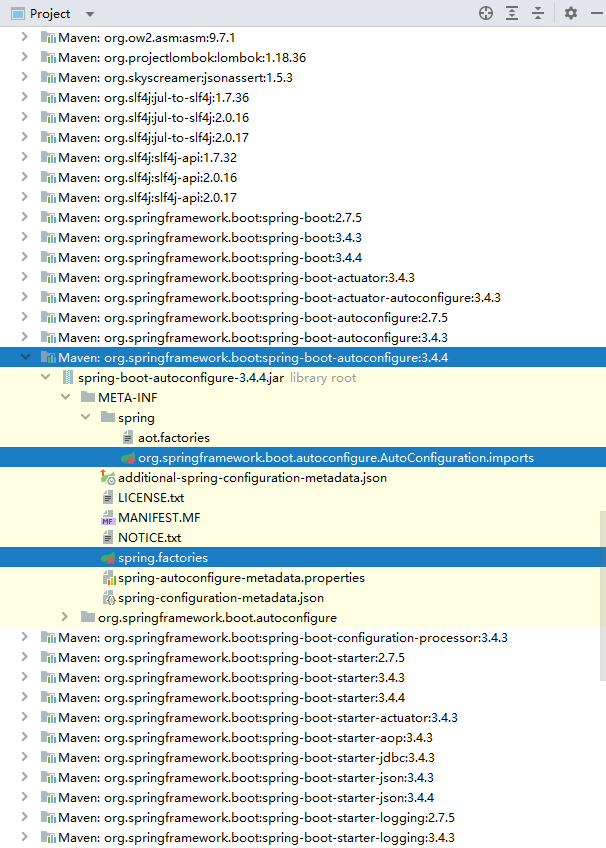 Project
Maven: org.ow2.asm:asm:9.7.1
Maven: org.projectlombok:lombok:1.18.36
Maven: org.skyscreamer:jsonassert:1.5.3
Maven: org.slf4j:jul-to-slf4j:1.7.36
Maven: org.slf4j:jul-to-slf4j:2.0.16
Maven: org.slf4j:jul-to-slf4j:2.0.17
Maven: org.slf4j:slf4j-api:1.7.32
Maven: org.slf4j:slf4j-api:2.0.16
Maven: org.slf4j:slf4j-api:2.0.17
Maven: org.springframework.boot:spring-boot:2.7.5
Maven: org.springframework.boot:spring-boot:3.4.3
Maven: org.springframework.boot:spring-boot:3.4.4
Maven: org.springframework.boot:spring-boot-actuator:3.4.3
Maven: org.springframework.boot:spring-boot-actuator-autoconfigure:3.4.3
Maven: org.springframework.boot:spring-boot-autoconfigure:2.7.5
Maven: org.springframework.boot:spring-boot-autoconfigure:3.4.3
Maven: org.springframework.boot:spring-boot-autoconfigure:3.4.4
spring-boot-autoconfigure-3.4.4.jar library root
META-INF
spring
aot.factories
org.springframework.boot.autoconfigure.AutoConfiguration.imports
additional-spring-configuration-metadata.json
LICENSE.txt
MF MANIFEST.MF
NOTICE.txt
spring.factories
spring-autoconfigure-metadata.properties
spring-configuration-metadata.json
org.springframework.boot.autoconfigure
Maven: org.springframework.boot:spring-boot-configuration-processor:3.4.3
Maven: org.springframework.boot:spring-boot-starter:2.7.5
Maven: org.springframework.boot:spring-boot-starter:3.4.3
Maven: org.springframework.boot:spring-boot-starter:3.4.4
Maven: org.springframework.boot:spring-boot-starter-actuator:3.4.3
Maven: org.springframework.boot:spring-boot-starter-aop:3.4.3
Maven: org.springframework.boot:spring-boot-starter-jdbc:3.4.3
Maven: org.springframework.boot:spring-boot-starter-json:3.4.3
Maven: org.springframework.boot:spring-boot-starter-json:3.4.4
Maven: org.springframework.boot:spring-boot-starter-logging:2.7.5
Maven: org.springframework.boot:spring-boot-starter-logging:3.4.3